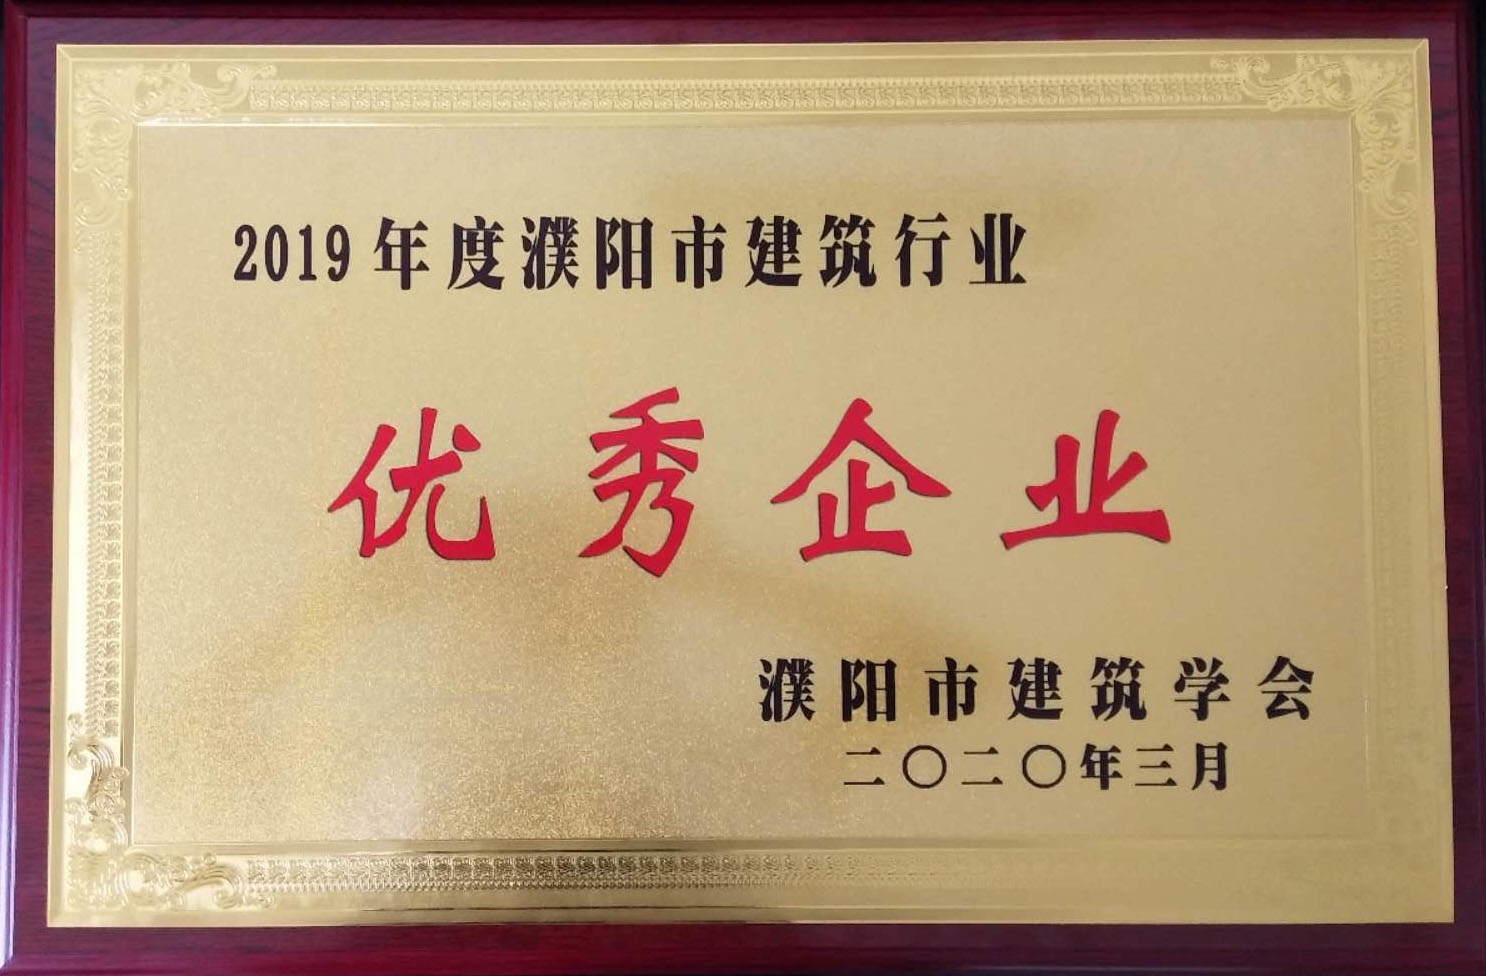 2019年度濮阳市建筑行业
优秀企业
濮阳市建筑学会
二〇二〇年三月